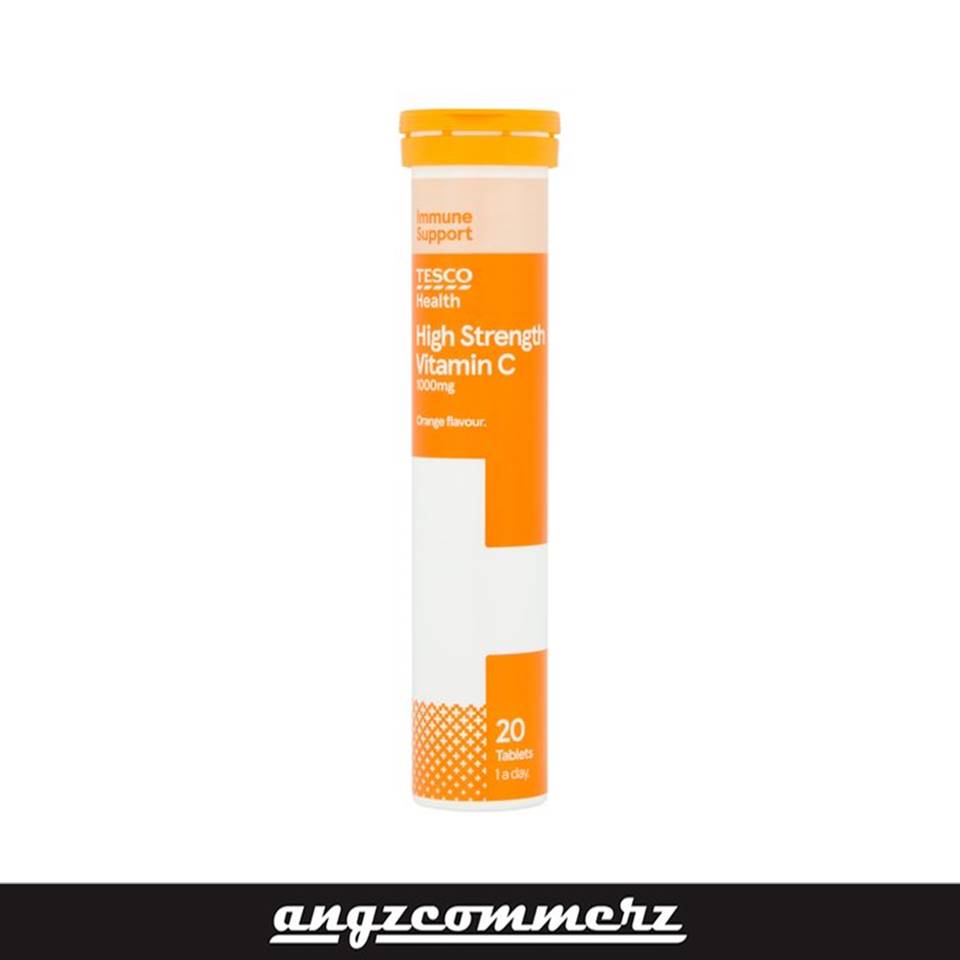 Immune
Support
TESCO
Health
High Strength
Vitamin C
1000mg
Orange flavour.
20
Tablets
1 a day.
angzcommerz